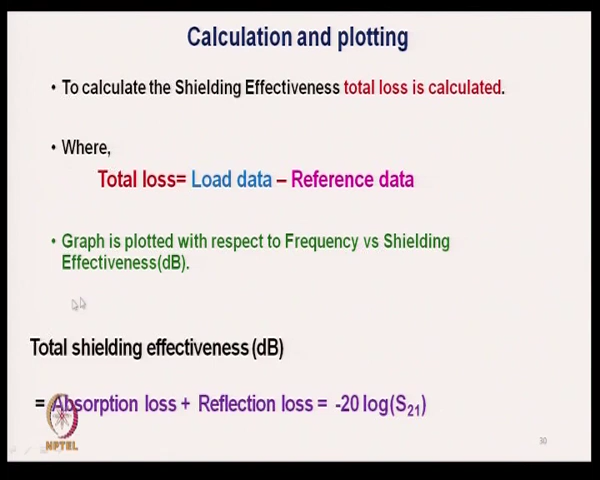 Calculation and plotting
• To calculate the Shielding Effectiveness total loss is calculated.
• Where,
Total loss= Load data – Reference data
• Graph is plotted with respect to Frequency vs Shielding
Effectiveness(dB).
Total shielding effectiveness (dB)
= Absorption loss + Reflection loss = -20 log(S21)
NPTEL
30